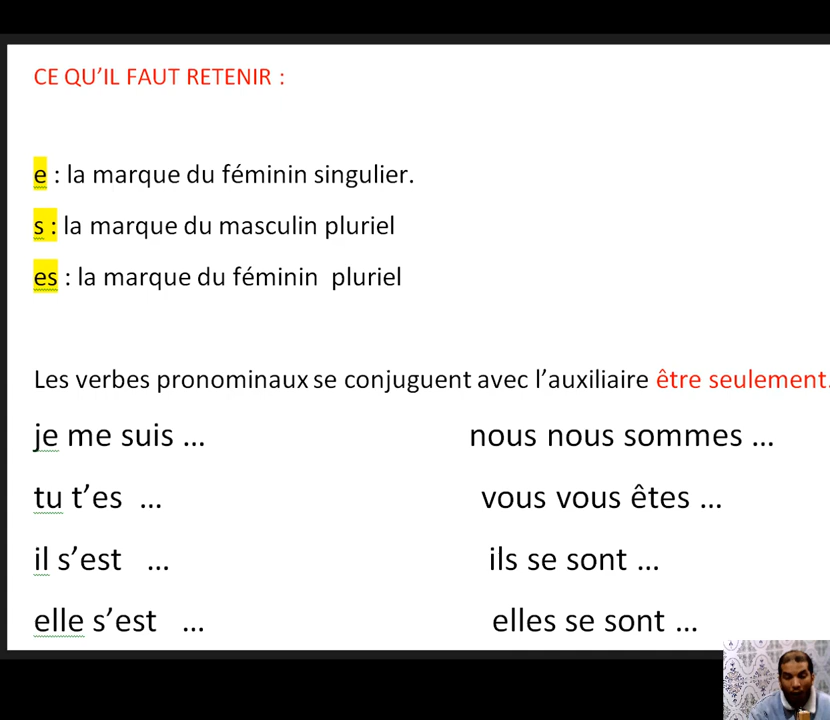 CE QU’IL FAUT RETENIR :
e : la marque du féminin singulier.
s : la marque du masculin pluriel
es : la marque du féminin pluriel
Les verbes pronominaux se conjuguent avec l’auxiliaire être seulement.
je me suis ...
nous nous sommes ...
tu t’es ...
vous vous êtes ...
il s’est ...
ils se sont ...
elle s’est ...
elles se sont ...